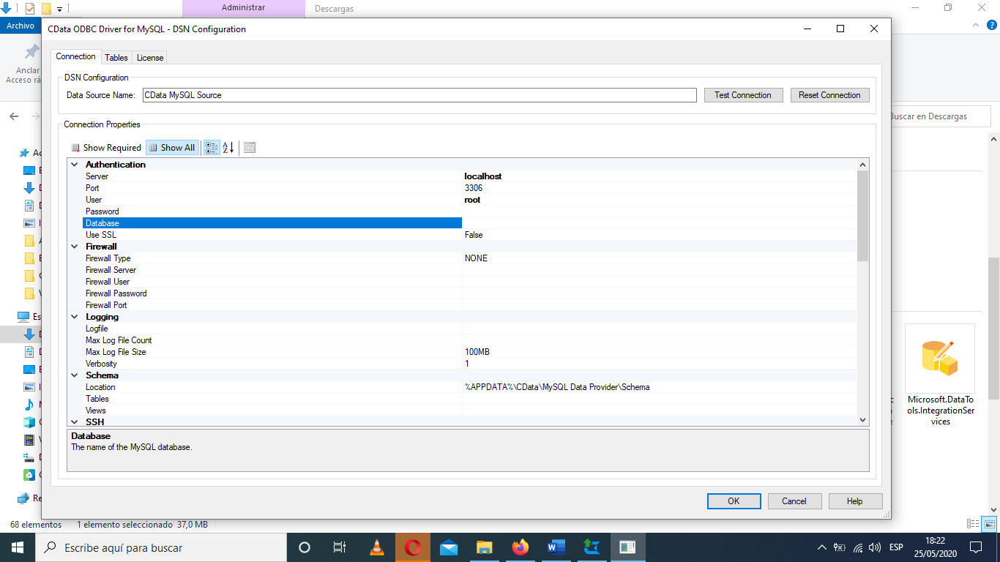 Administrar
Descargas
Archivo
CData ODBC Driver for MySQL - DSN Configuration
Anclar
Acceso rá
Connection Tables License
DSN Configuration
Data Source Name: CData MySQL Source Test Connection Reset Connection
Buscar en Descargas
Connection Properties
Show Required Show All
Authentication
Server localhost
Port 3306
User root
Password
Database
Use SSL False
Firewall
Firewall Type NONE
Firewall Server
Firewall User
Firewall Password
Firewall Port
Logging
Logfile
Max Log File Count
Max Log File Size 100MB
Verbosity 1
Schema
Location %APPDATA%\CData\MySQL Data Provider\Schema
Tables
Views
SSH
Database
The name of the MySQL database.
Microsoft.DataTo
ols.IntegrationSer
vices
OK Cancel Help
68 elementos 1 elemento seleccionado 37,0 MB
Escribe aquí para buscar
ESP
18:22
25/05/2020